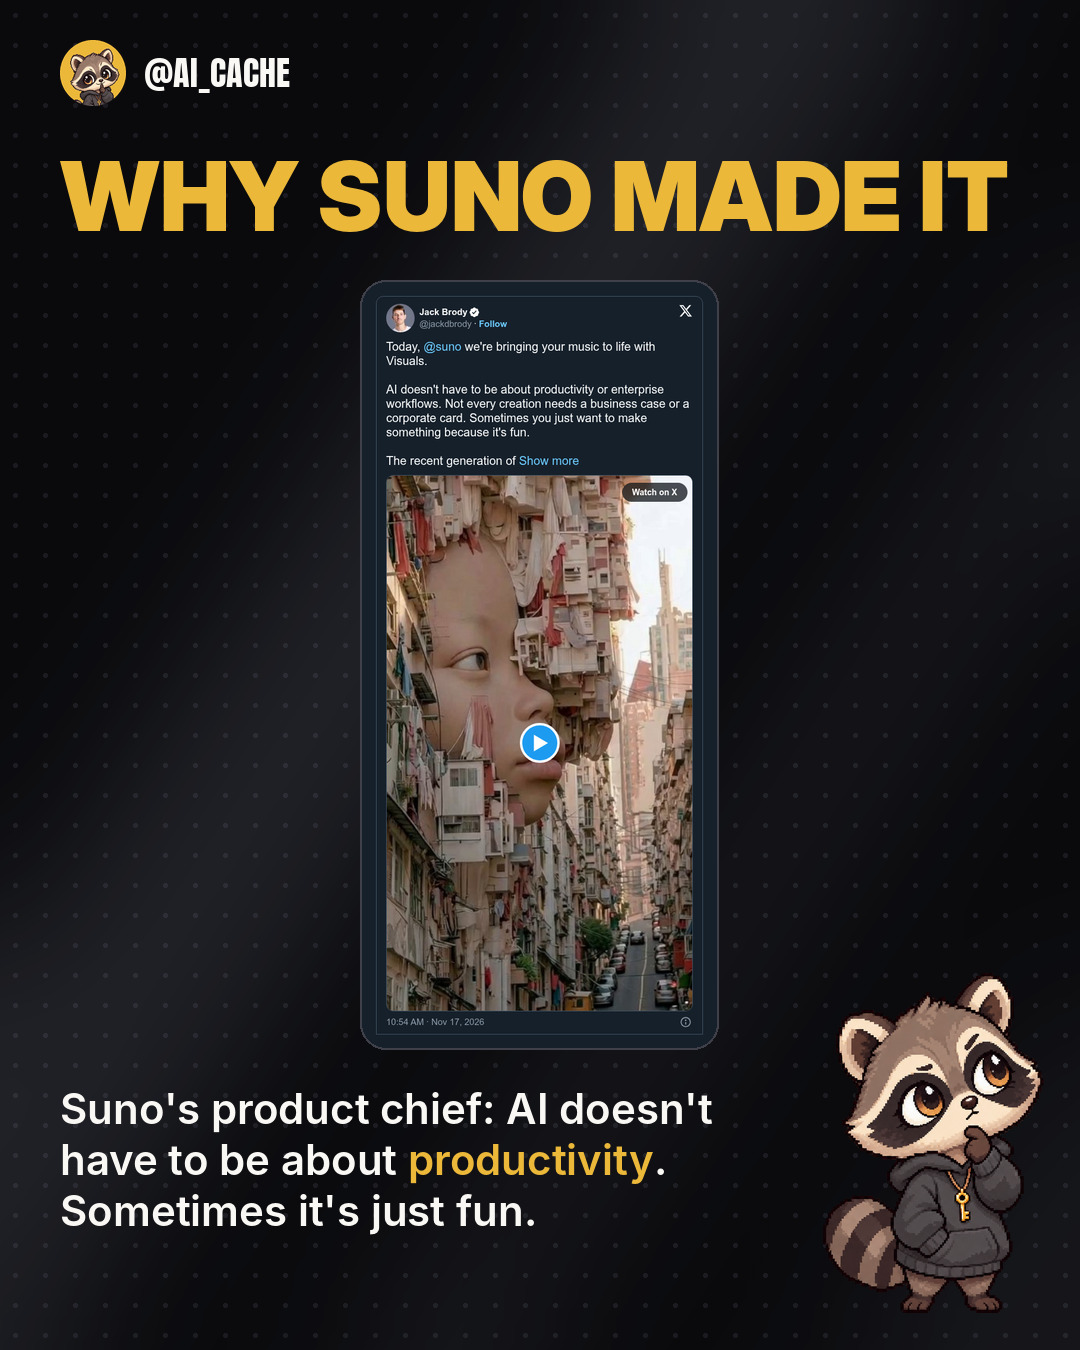 @AI_CACHE
WHY SUNO MADE IT
Jack Brody
@jackdbrody · Follow
Today, @suno we're bringing your music to life with
Visuals.
AI doesn't have to be about productivity or enterprise
workflows. Not every creation needs a business case or a
corporate card. Sometimes you just want to make
something because it's fun.
The recent generation of Show more
Watch on X
10:54 AM · Nov 17, 2026
Suno's product chief: AI doesn't
have to be about productivity.
Sometimes it's just fun.